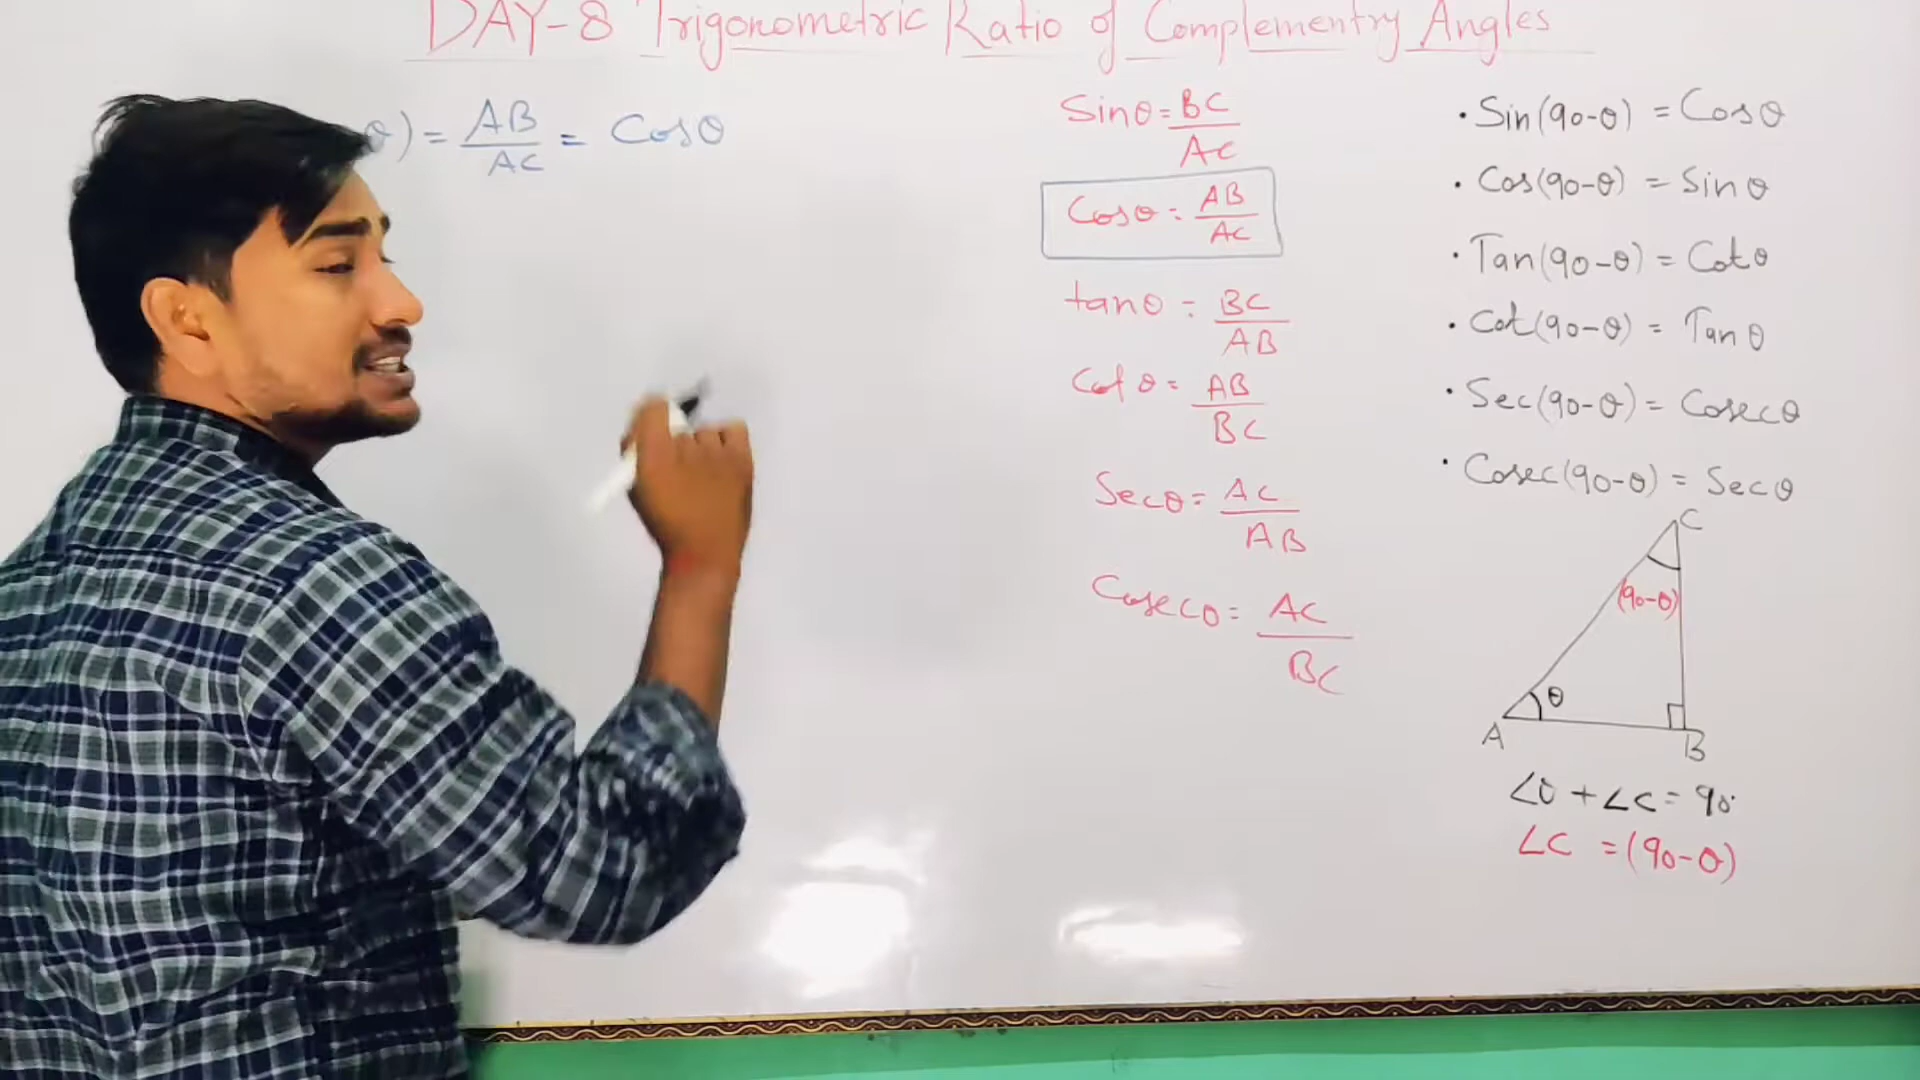 DAY-8 Trigonometric Ratio of Complementry Angles
θ) = AB/AC = Cosθ
Sinθ = BC/AC
Cosθ = AB/AC
tanθ = BC/AB
Cotθ = AB/BC
Secθ = AC/AB
Cosecθ = AC/BC
• Sin(90-θ) = Cosθ
• Cos(90-θ) = Sinθ
• Tan(90-θ) = Cotθ
• Cot(90-θ) = Tanθ
• Sec(90-θ) = Cosecθ
• Cosec(90-θ) = Secθ
C
(90-θ)
θ
A B
∠θ + ∠C = 90°
∠C = (90-θ)